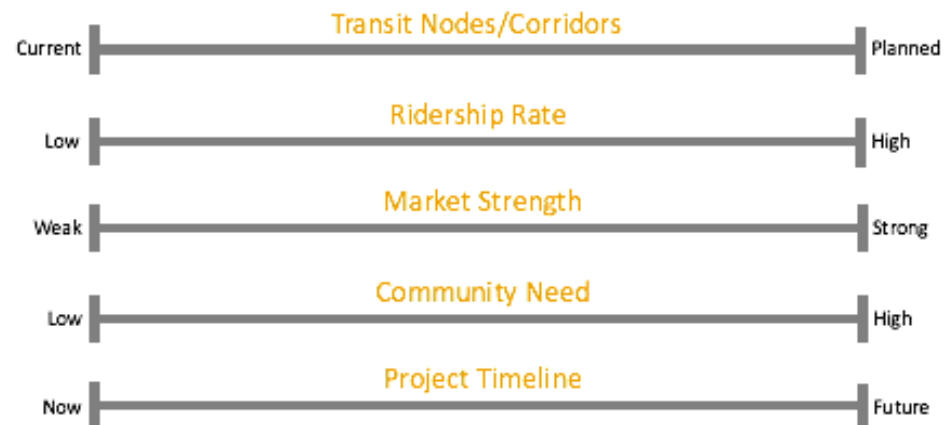 Transit Nodes/Corridors
Current Planned
Ridership Rate
Low High
Market Strength
Weak Strong
Community Need
Low High
Project Timeline
Now Future